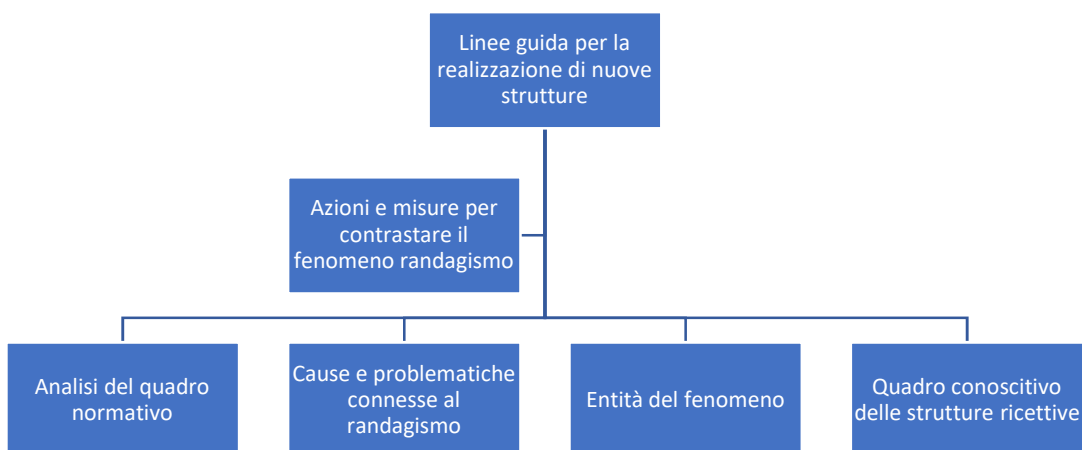 Linee guida per la
realizzazione di nuove
strutture
Azioni e misure per
contrastare il
fenomeno randagismo
Analisi del quadro
normativo
Cause e problematiche
connesse al
randagismo
Entità del fenomeno
Quadro conoscitivo
delle strutture ricettive